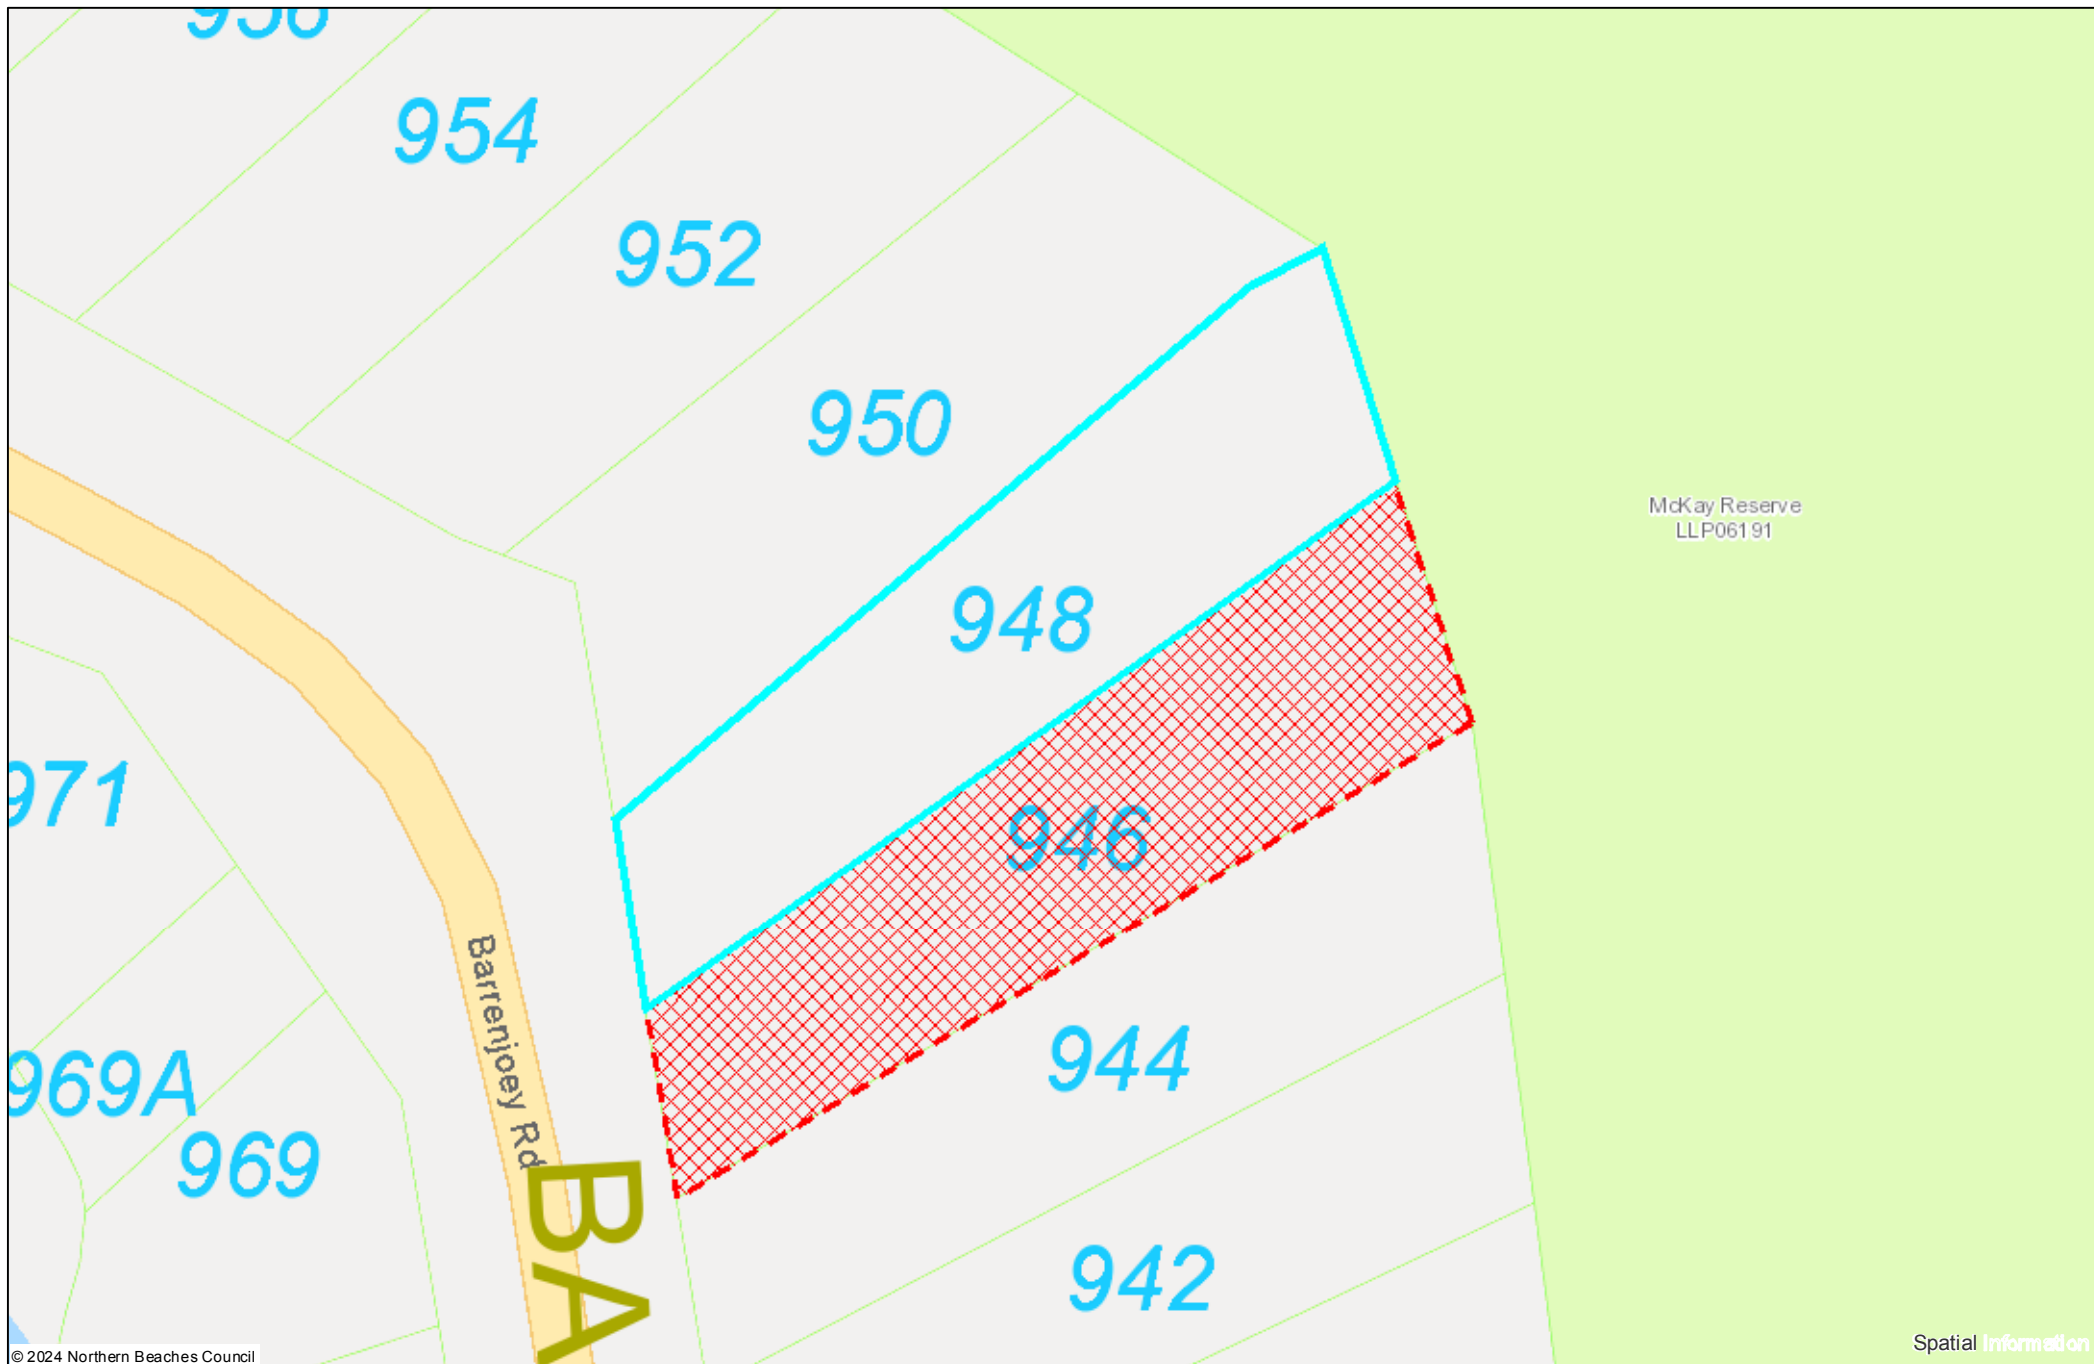 954
952
950
948
McKay Reserve
LLP06191
971
946
Barrenjoey Rd
944
969A
969
BA
942
Spatial Information
© 2024 Northern Beaches Council